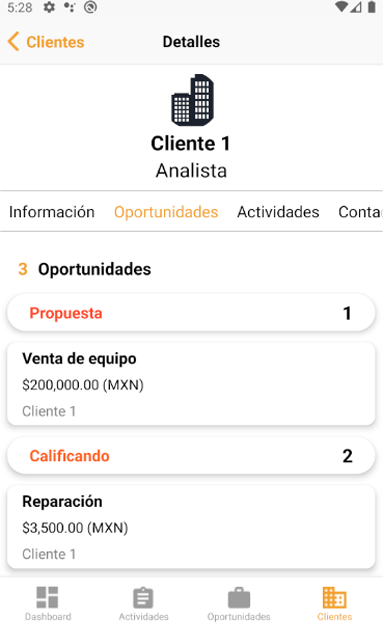 5:28
Clientes
Detalles
Cliente 1
Analista
Información Oportunidades Actividades Conta
3 Oportunidades
Propuesta 1
Venta de equipo
$200,000.00 (MXN)
Cliente 1
Calificando 2
Reparación
$3,500.00 (MXN)
Cliente 1
Dashboard Actividades Oportunidades Clientes